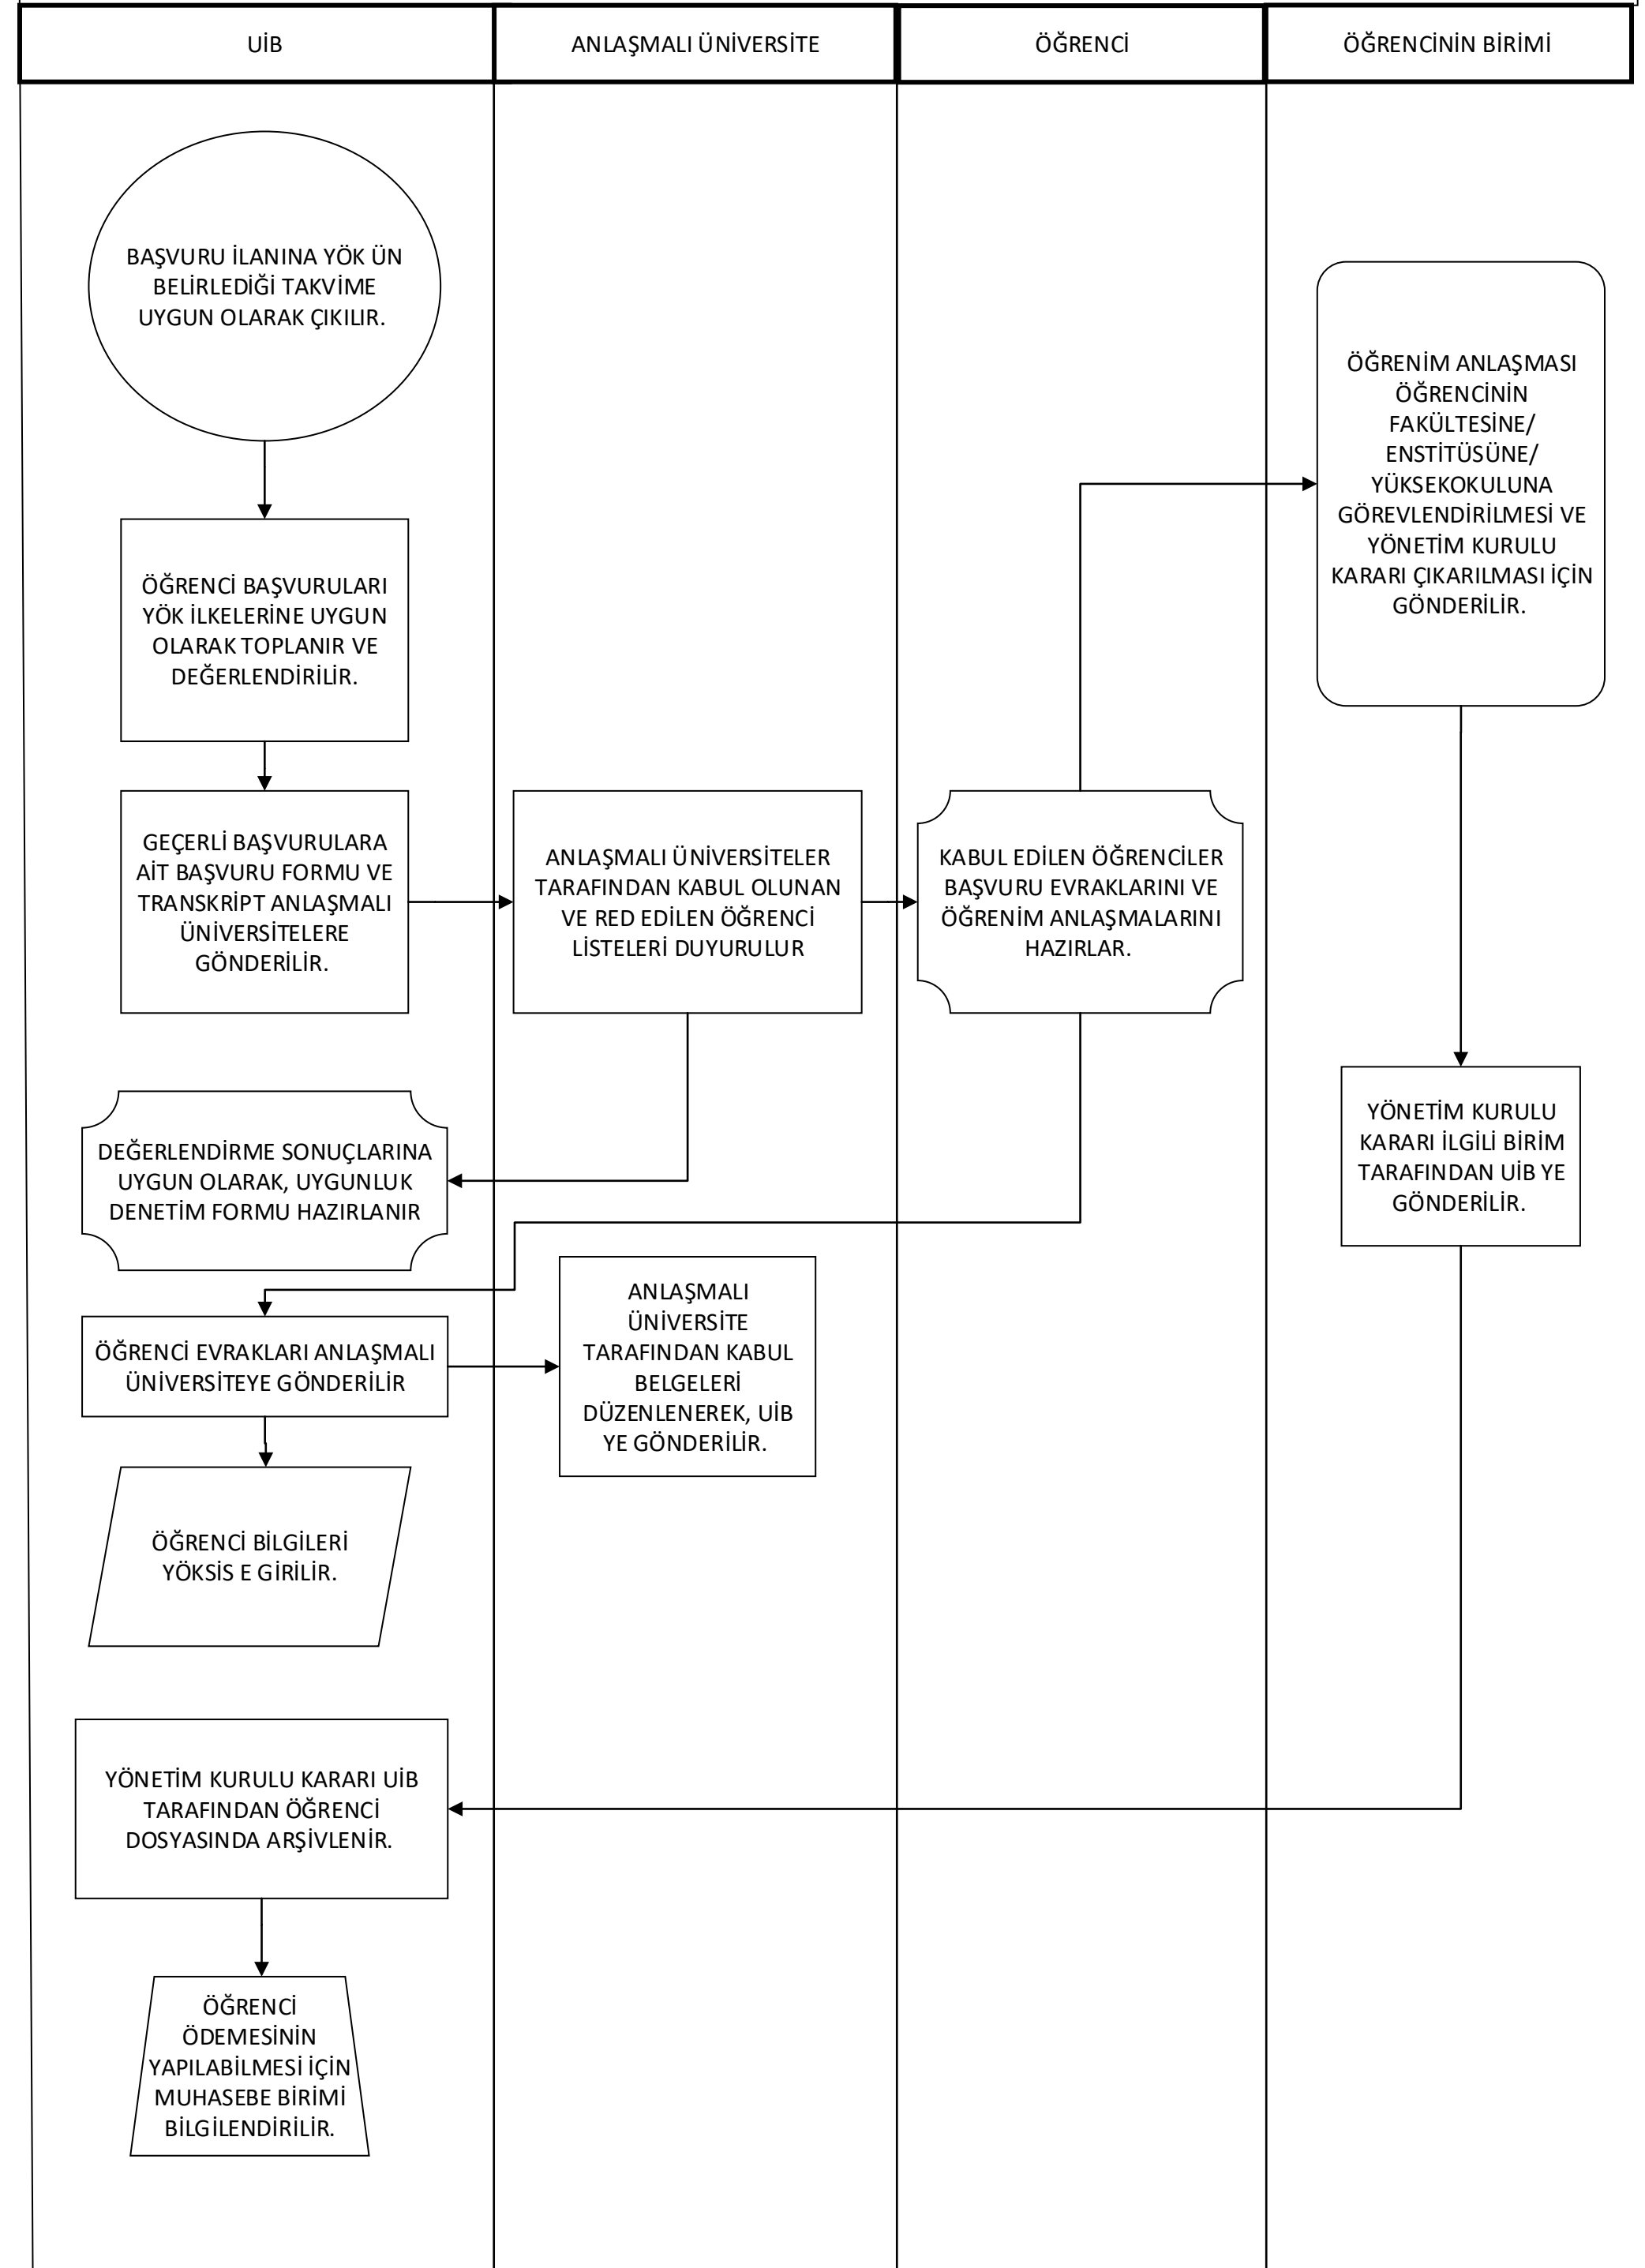 UİB
ANLAŞMALI ÜNİVERSİTE
ÖĞRENCİ
ÖĞRENCİNİN BİRİMİ
BAŞVURU İLANINA YÖK ÜN
BELİRLEDİĞİ TAKVİME
UYGUN OLARAK ÇIKILIR.
ÖĞRENCİ BAŞVURULARI
YÖK İLKELERİNE UYGUN
OLARAK TOPLANIR VE
DEĞERLENDİRİLİR.
GEÇERLİ BAŞVURULARA
AİT BAŞVURU FORMU VE
TRANSKRİPT ANLAŞMALI
ÜNİVERSİTELERE
GÖNDERİLİR.
ANLAŞMALI ÜNİVERSİTELER
TARAFINDAN KABUL OLUNAN
VE RED EDİLEN ÖĞRENCİ
LİSTELERİ DUYURULUR
KABUL EDİLEN ÖĞRENCİLER
BAŞVURU EVRAKLARINI VE
ÖĞRENİM ANLAŞMALARINI
HAZIRLAR.
ÖĞRENİM ANLAŞMASI
ÖĞRENCİNİN
FAKÜLTESİNE/
ENSTİTÜSÜNE/
YÜKSEKOKULUNA
GÖREVLENDİRİLMESİ VE
YÖNETİM KURULU
KARARI ÇIKARILMASI İÇİN
GÖNDERİLİR.
YÖNETİM KURULU
KARARI İLGİLİ BİRİM
TARAFINDAN UİB YE
GÖNDERİLİR.
DEĞERLENDİRME SONUÇLARINA
UYGUN OLARAK, UYGUNLUK
DENETİM FORMU HAZIRLANIR
ÖĞRENCİ EVRAKLARI ANLAŞMALI
ÜNİVERSİTEYE GÖNDERİLİR
ANLAŞMALI
ÜNİVERSİTE
TARAFINDAN KABUL
BELGELERİ
DÜZENLENEREK, UİB
YE GÖNDERİLİR.
ÖĞRENCİ BİLGİLERİ
YÖKSİS E GİRİLİR.
YÖNETİM KURULU KARARI UİB
TARAFINDAN ÖĞRENCİ
DOSYASINDA ARŞİVLENİR.
ÖĞRENCİ
ÖDEMESİNİN
YAPILABİLMESİ İÇİN
MUHASEBE BİRİMİ
BİLGİLENDİRİLİR.